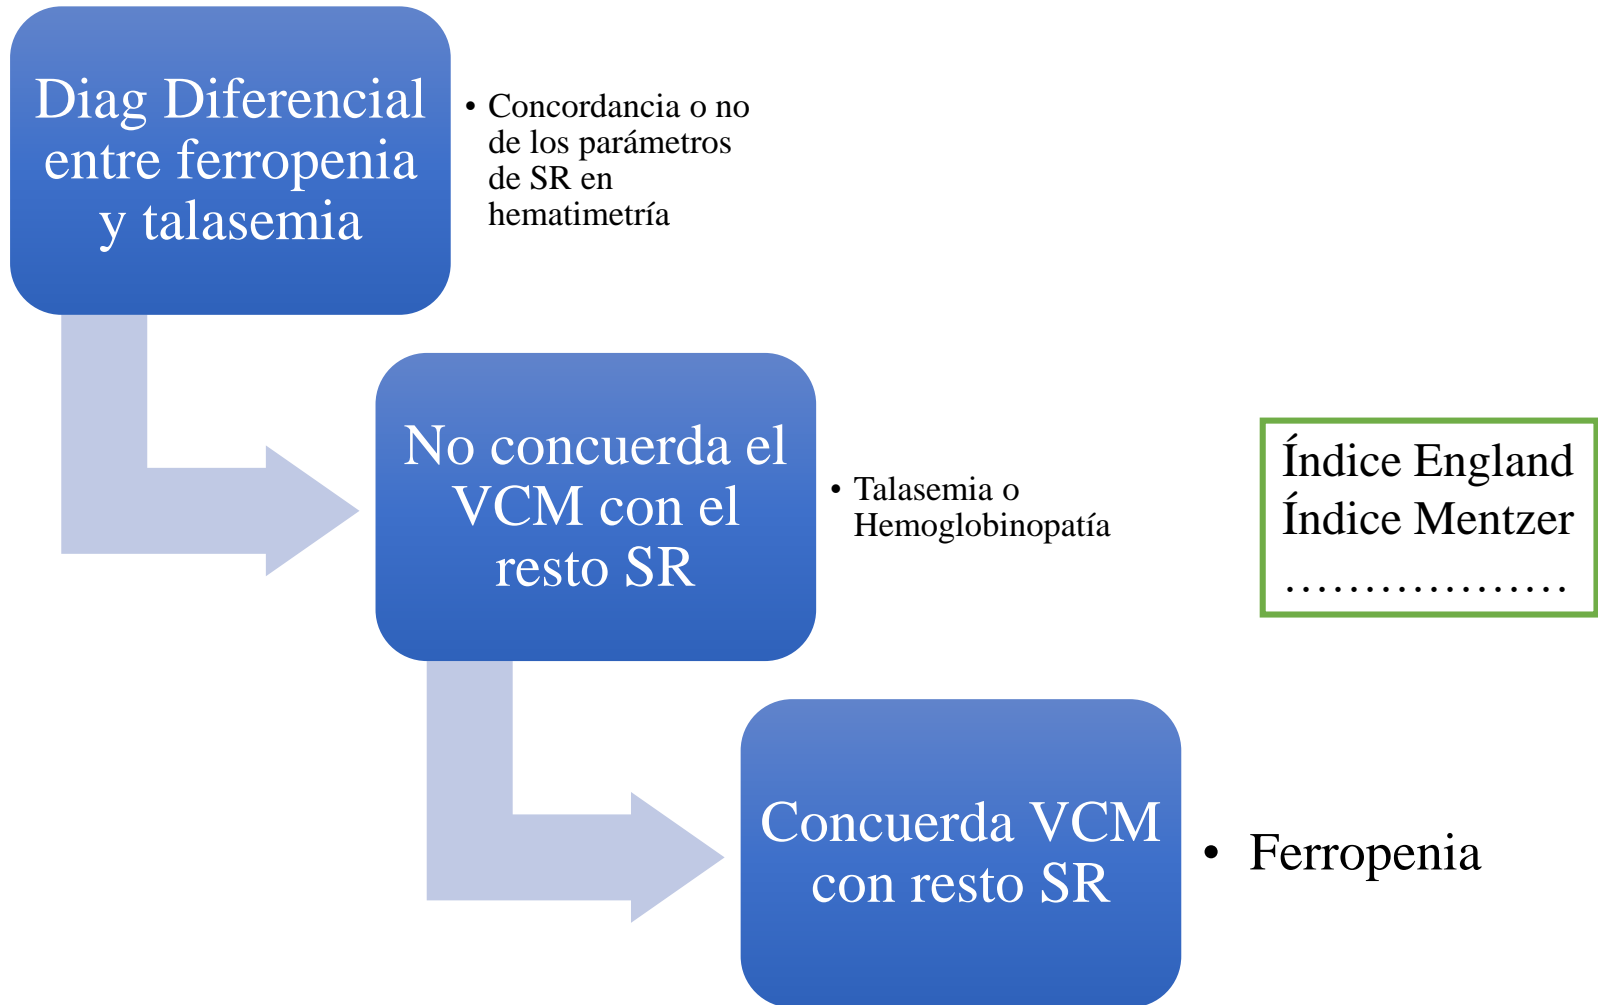 Diag Diferencial
entre ferropenia
y talasemia
• Concordancia o no
de los parámetros
de SR en
hematimetría
No concuerda el
VCM con el
resto SR
• Talasemia o
Hemoglobinopatía
Índice England
Índice Mentzer
………………
Concuerda VCM
con resto SR
• Ferropenia